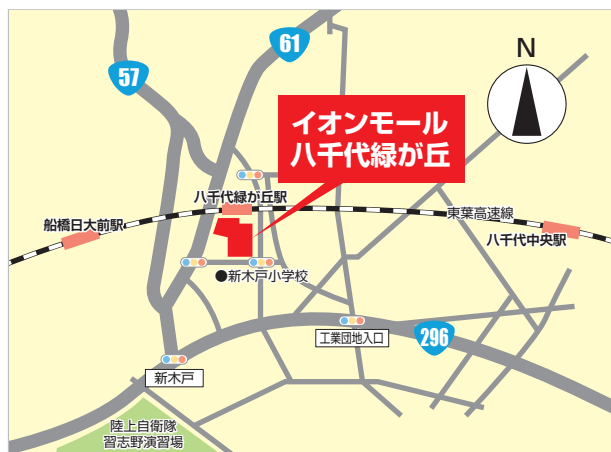 61
N
57
イオンモール
八千代緑が丘
八千代緑が丘駅
船橋日大前駅
東葉高速線
八千代中央駅
●新木戸小学校
工業団地入口
296
新木戸
陸上自衛隊
習志野演習場